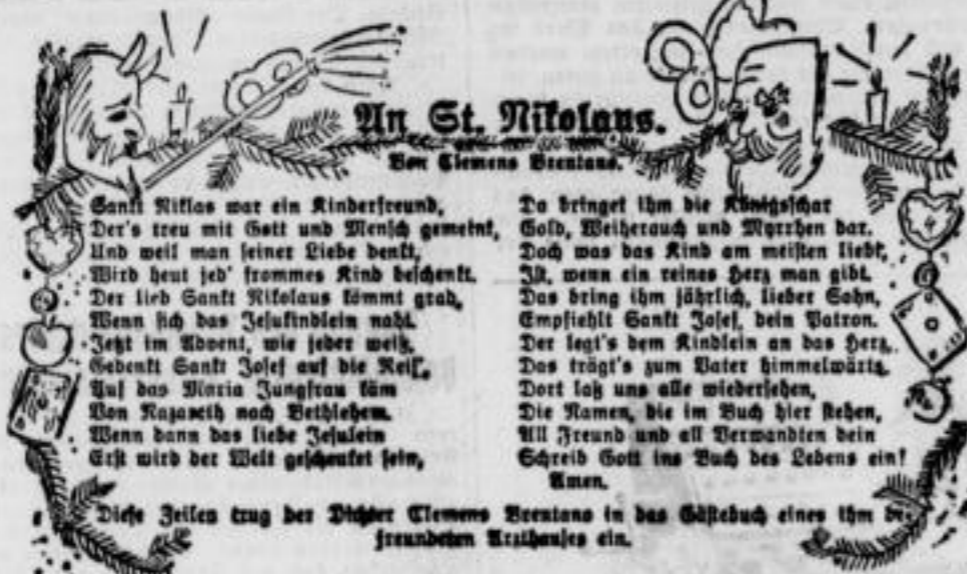 An St. Nikolaus.
Von Clemens Brentano.
Sankt Niklas war ein Kinderfreund,
Der's treu mit Gott und Mensch gemeint,
Und weil man seiner Liebe denkt,
Wird heut jed' frommes Kind beschenkt.
Der lieb Sankt Nikolaus kömmt grad,
Wenn sich das Jesukindlein naht.
Jetzt im Advent, wie jeder weiß,
Gedenkt Sankt Josef auf die Reis',
Auf das Maria Jungfrau käm
Von Nazareth nach Bethlehem.
Wenn dann das liebe Jesulein
Erst wird der Welt geschenket sein,
Da bringet ihm die Königsschar
Gold, Weiherauch und Myrrhen dar.
Doch was das Kind am meisten liebt,
Ist, wenn ein reines Herz man gibt.
Das bring ihm jährlich, lieber Sohn,
Empfiehlt Sankt Josef, dein Patron.
Der legt's dem Kindlein an das Herz,
Das trägt's zum Vater himmelwärts.
Dort laß uns alle wiedersehen,
Die Namen, die im Buch hier stehen,
All Freund und all Verwandten dein
Schreib Gott ins Buch des Lebens ein!
Amen.
Diese Zeilen trug der Dichter Clemens Brentano in das Gästebuch eines ihm be-
freundeten Arzthauses ein.